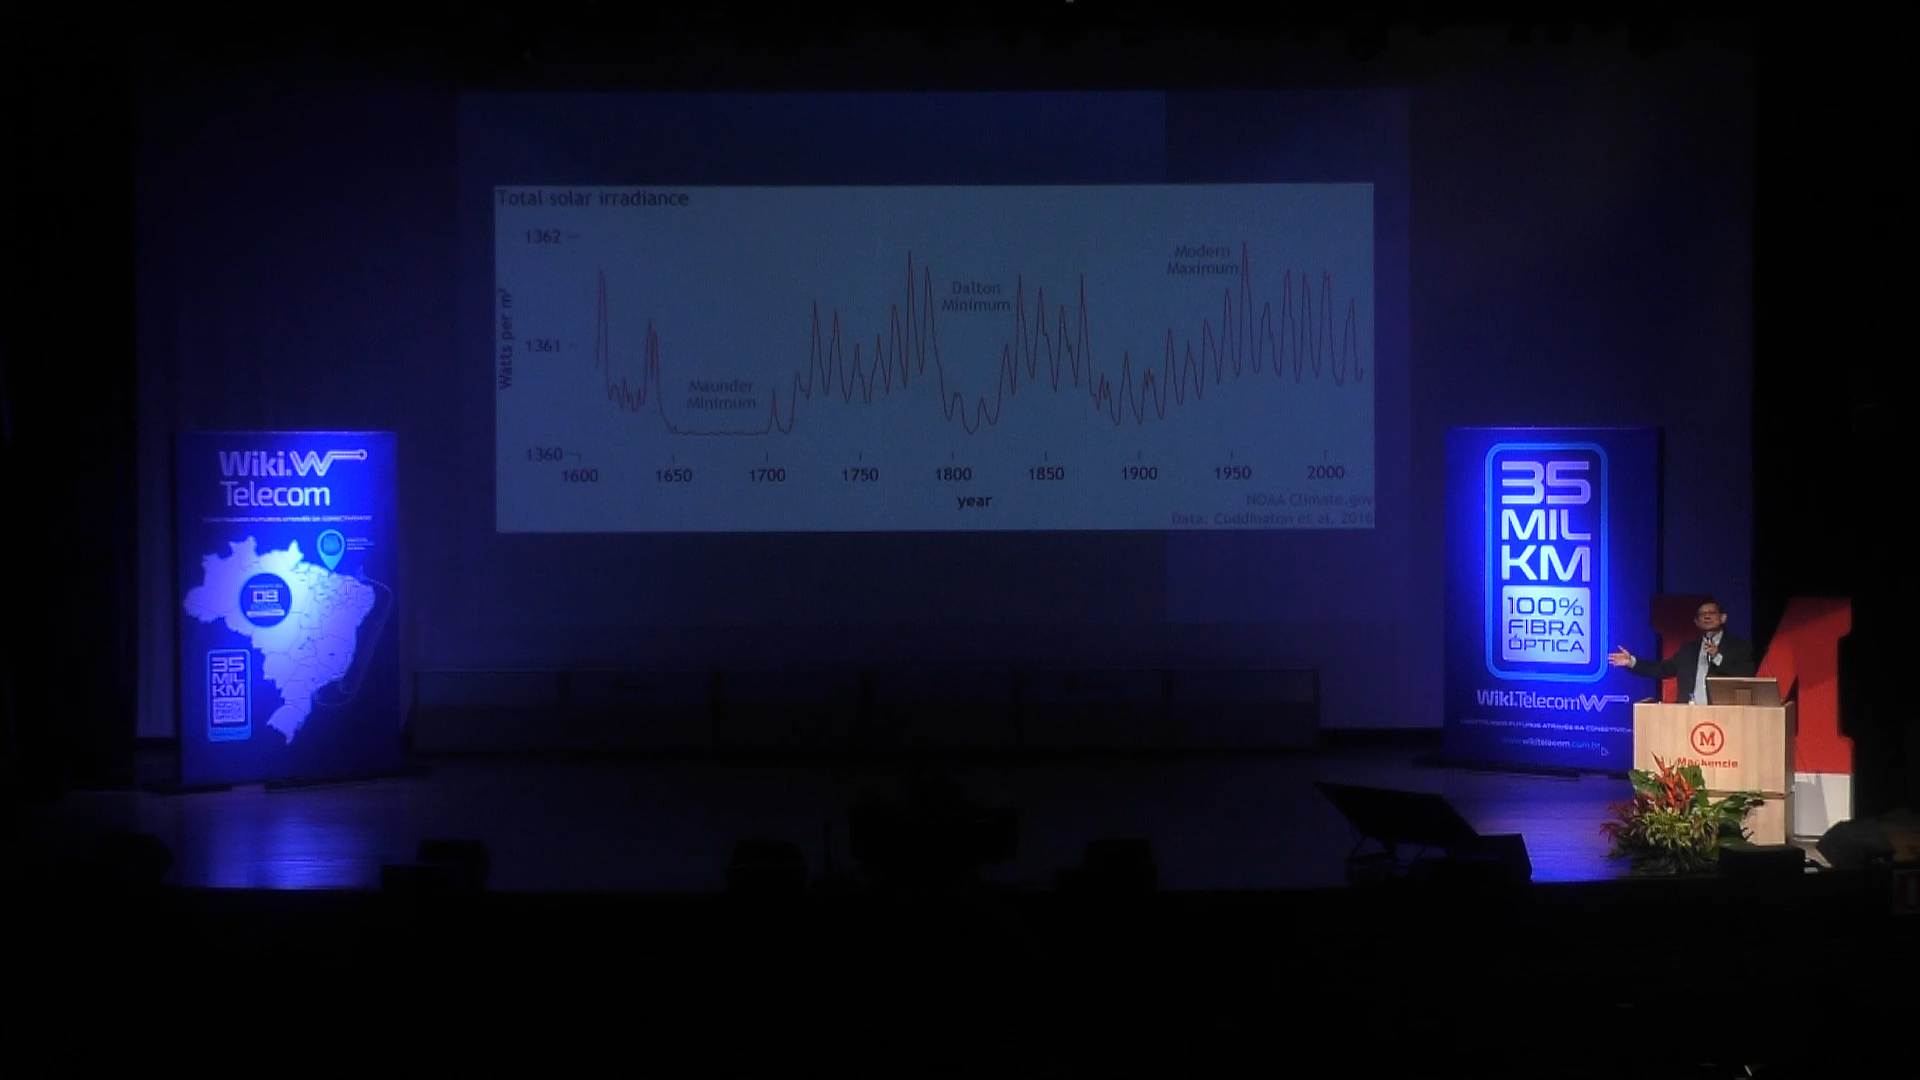 Total solar irradiance
1362
1361
1360
Watts per m²
Maunder
Minimum
Dalton
Minimum
Modern
Maximum
1600 1650 1700 1750 1800 1850 1900 1950 2000
year
NOAA Climate.gov
Data: Coddington et al, 2016
Wiki.W
Telecom
09
35
MIL
KM
35
MIL
KM
100%
FIBRA
ÓPTICA
Wiki.TelecomW
www.wikitelecom.com.br
M
Mackenzie